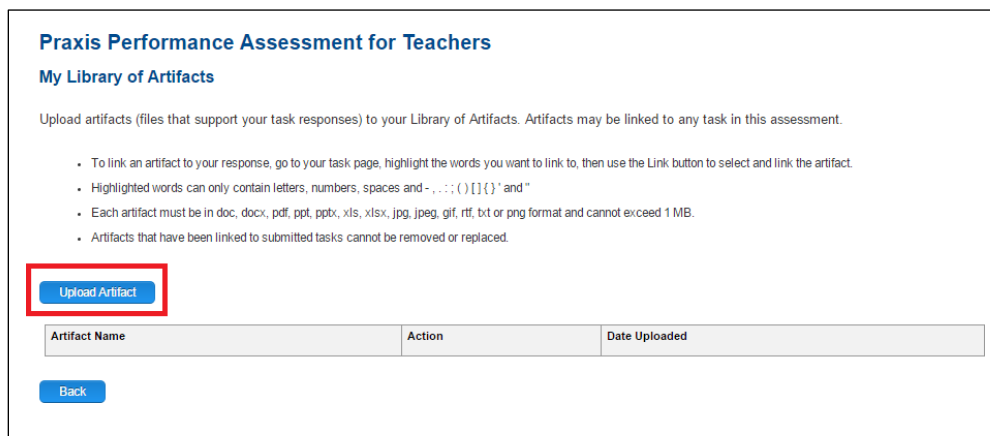 Praxis Performance Assessment for Teachers
My Library of Artifacts
Upload artifacts (files that support your task responses) to your Library of Artifacts. Artifacts may be linked to any task in this assessment.
• To link an artifact to your response, go to your task page, highlight the words you want to link to, then use the Link button to select and link the artifact.
• Highlighted words can only contain letters, numbers, spaces and - , . : ; ( ) [ ] { } ' and "
• Each artifact must be in doc, docx, pdf, ppt, pptx, xls, xlsx, jpg, jpeg, gif, rtf, txt or png format and cannot exceed 1 MB.
• Artifacts that have been linked to submitted tasks cannot be removed or replaced.
Upload Artifact
Artifact Name Action Date Uploaded
Back